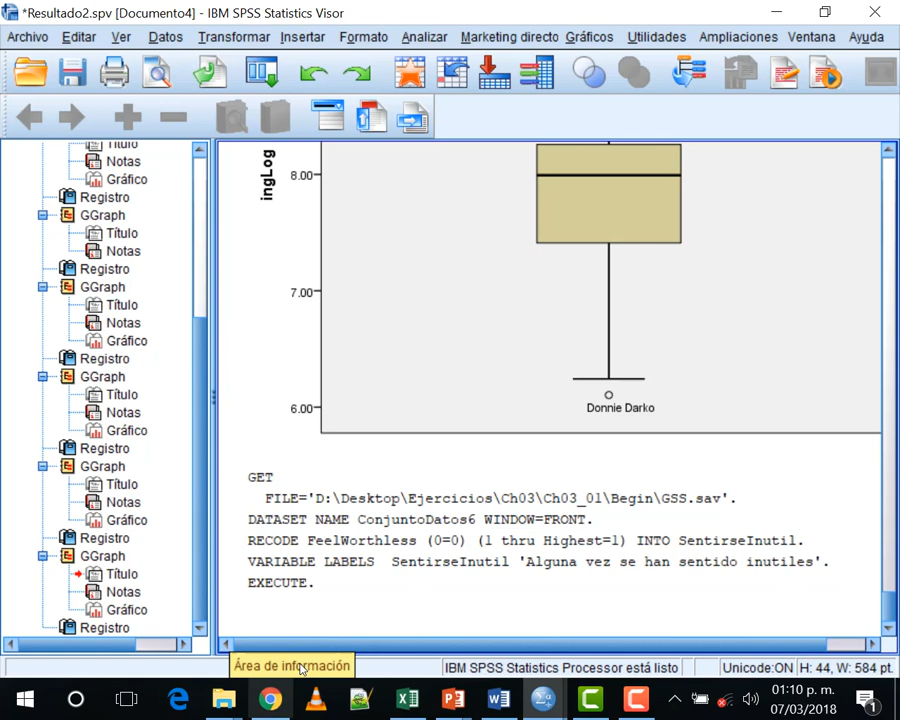 *Resultado2.spv [Documento4] - IBM SPSS Statistics Visor
Archivo Editar Ver Datos Transformar Insertar Formato Analizar Marketing directo Gráficos Utilidades Ampliaciones Ventana Ayuda
Título
Notas
Gráfico
Registro
GGraph
Título
Notas
Registro
GGraph
Título
Notas
Gráfico
Registro
GGraph
Título
Notas
Gráfico
Registro
GGraph
Título
Notas
Gráfico
Registro
GGraph
Título
Notas
Gráfico
Registro
ingLog
8.00
7.00
6.00
Donnie Darko
GET
FILE='D:\Desktop\Ejercicios\Ch03\Ch03_01\Begin\GSS.sav'.
DATASET NAME ConjuntoDatos6 WINDOW=FRONT.
RECODE FeelWorthless (0=0) (1 thru Highest=1) INTO SentirseInutil.
VARIABLE LABELS  SentirseInutil 'Alguna vez se han sentido inutiles'.
EXECUTE.
Área de información
IBM SPSS Statistics Processor está listo
Unicode:ON
H: 44, W: 584 pt.
01:10 p. m.
07/03/2018
1